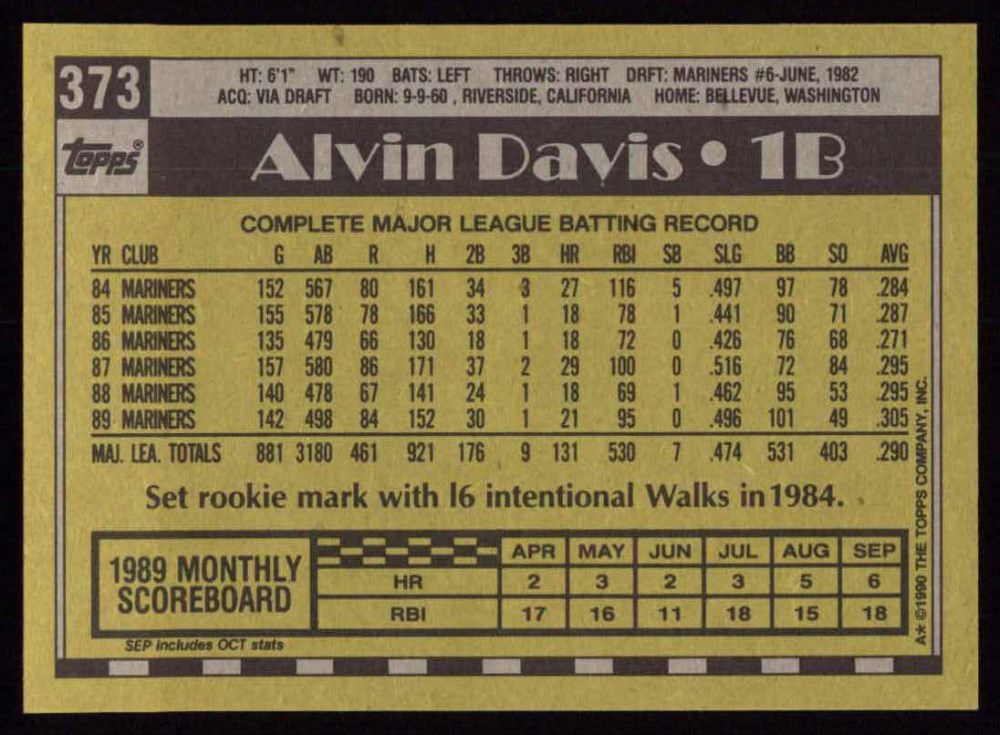 373
HT: 6'1" WT: 190 BATS: LEFT THROWS: RIGHT DRFT: MARINERS #6-JUNE, 1982
ACQ: VIA DRAFT BORN: 9-9-60 , RIVERSIDE, CALIFORNIA HOME: BELLEVUE, WASHINGTON
Topps®
Alvin Davis • 1B
COMPLETE MAJOR LEAGUE BATTING RECORD
YR CLUB G AB R H 2B 3B HR RBI SB SLG BB SO AVG
84 MARINERS 152 567 80 161 34 3 27 116 5 .497 97 78 .284
85 MARINERS 155 578 78 166 33 1 18 78 1 .441 90 71 .287
86 MARINERS 135 479 66 130 18 1 18 72 0 .426 76 68 .271
87 MARINERS 157 580 86 171 37 2 29 100 0 .516 72 84 .295
88 MARINERS 140 478 67 141 24 1 18 69 1 .462 95 53 .295
89 MARINERS 142 498 84 152 30 1 21 95 0 .496 101 49 .305
MAJ. LEA. TOTALS 881 3180 461 921 176 9 131 530 7 .474 531 403 .290
Set rookie mark with 16 intentional Walks in 1984.
1989 MONTHLY
SCOREBOARD
APR MAY JUN JUL AUG SEP
HR 2 3 2 3 5 6
RBI 17 16 11 18 15 18
SEP includes OCT stats
A* ©1990 THE TOPPS COMPANY, INC.